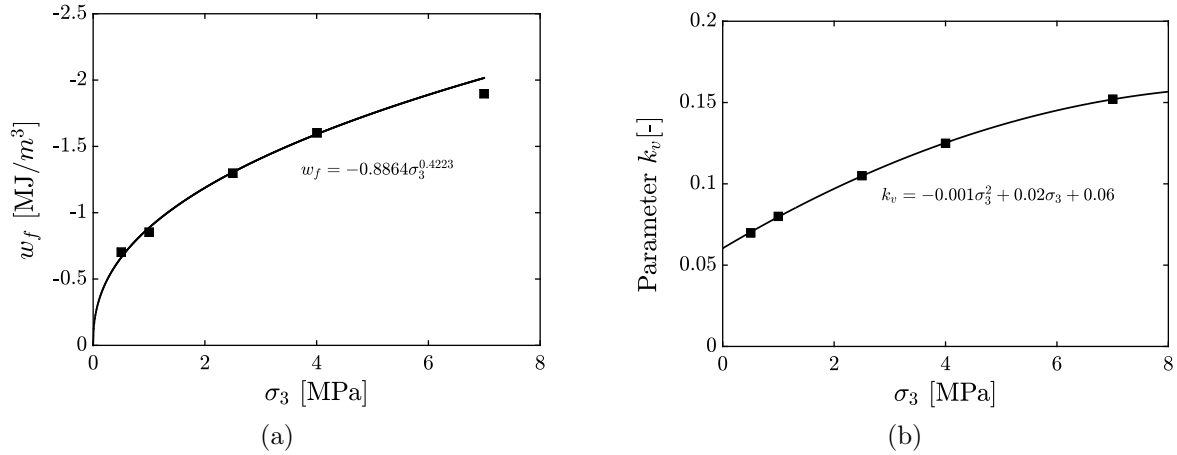 -2.5
-2
-1.5
-1
-0.5
0
w_f [MJ/m^3]
w_f = −0.8864σ_3^{0.4223}
0 2 4 6 8
σ_3 [MPa]
(a)
0.2
0.15
0.1
0.05
0
Parameter k_v[-]
k_v = −0.001σ_3^2 + 0.02σ_3 + 0.06
0 2 4 6 8
σ_3 [MPa]
(b)